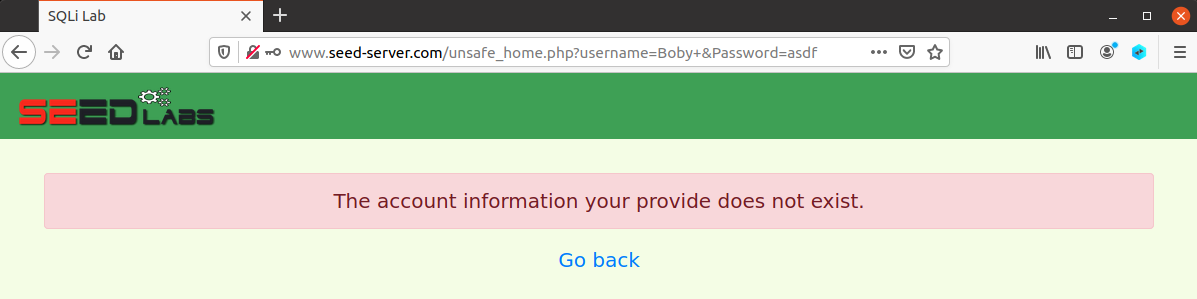 SQLi Lab
www.seed-server.com/unsafe_home.php?username=Boby+&Password=asdf
SEED LABS
The account information your provide does not exist.
Go back